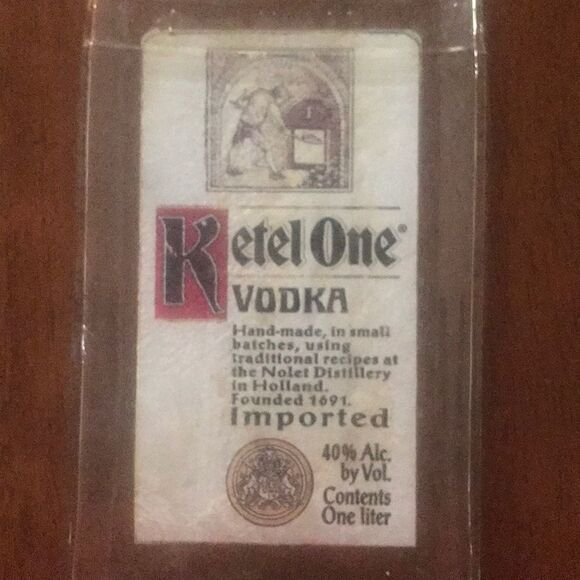 Ketel One®
VODKA
Hand-made, in small
batches, using
traditional recipes at
the Nolet Distillery
in Holland.
Founded 1691.
Imported
40% Alc.
by Vol.
Contents
One liter